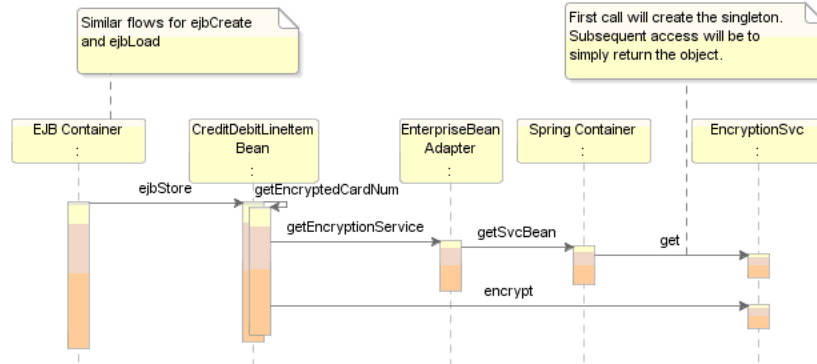 Similar flows for ejbCreate
and ejbLoad
First call will create the singleton.
Subsequent access will be to
simply return the object.
EJB Container
:
CreditDebitLineItem
Bean
:
EnterpriseBean
Adapter
:
Spring Container
:
EncryptionSvc
:
ejbStore
getEncryptedCardNum
getEncryptionService
getSvcBean
get
encrypt